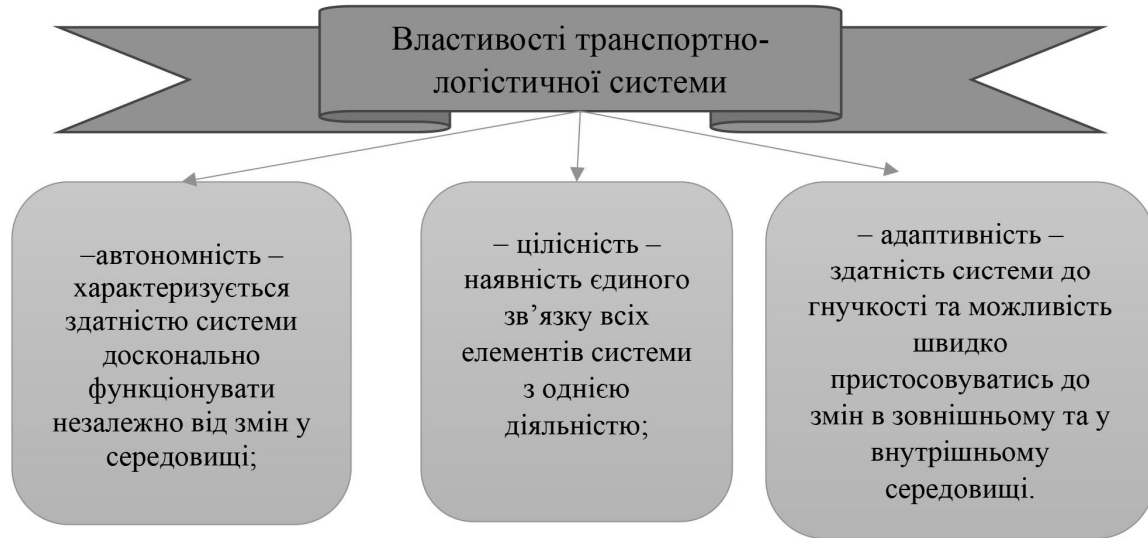 Властивості транспортно-
логістичної системи
–автономність –
характеризується
здатністю системи
досконально
функціонувати
незалежно від змін у
середовищі;
– цілісність –
наявність єдиного
зв’язку всіх
елементів системи
з однією
діяльністю;
– адаптивність –
здатність системи до
гнучкості та можливість
швидко
пристосовуватись до
змін в зовнішньому та у
внутрішньому
середовищі.